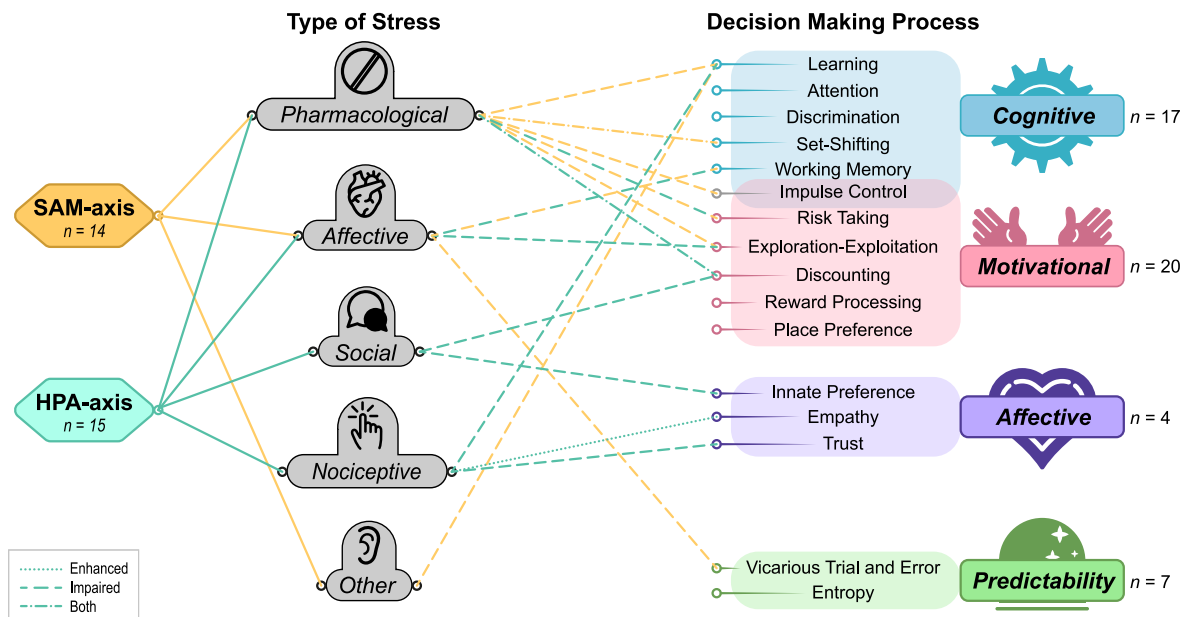 Type of Stress
Decision Making Process
Pharmacological
Affective
Social
Nociceptive
Other
SAM-axis
n = 14
HPA-axis
n = 15
Learning
Attention
Discrimination
Set-Shifting
Working Memory
Impulse Control
Risk Taking
Exploration-Exploitation
Discounting
Reward Processing
Place Preference
Innate Preference
Empathy
Trust
Vicarious Trial and Error
Entropy
Cognitive
n = 17
Motivational
n = 20
Affective
n = 4
Predictability
n = 7
Enhanced
Impaired
Both